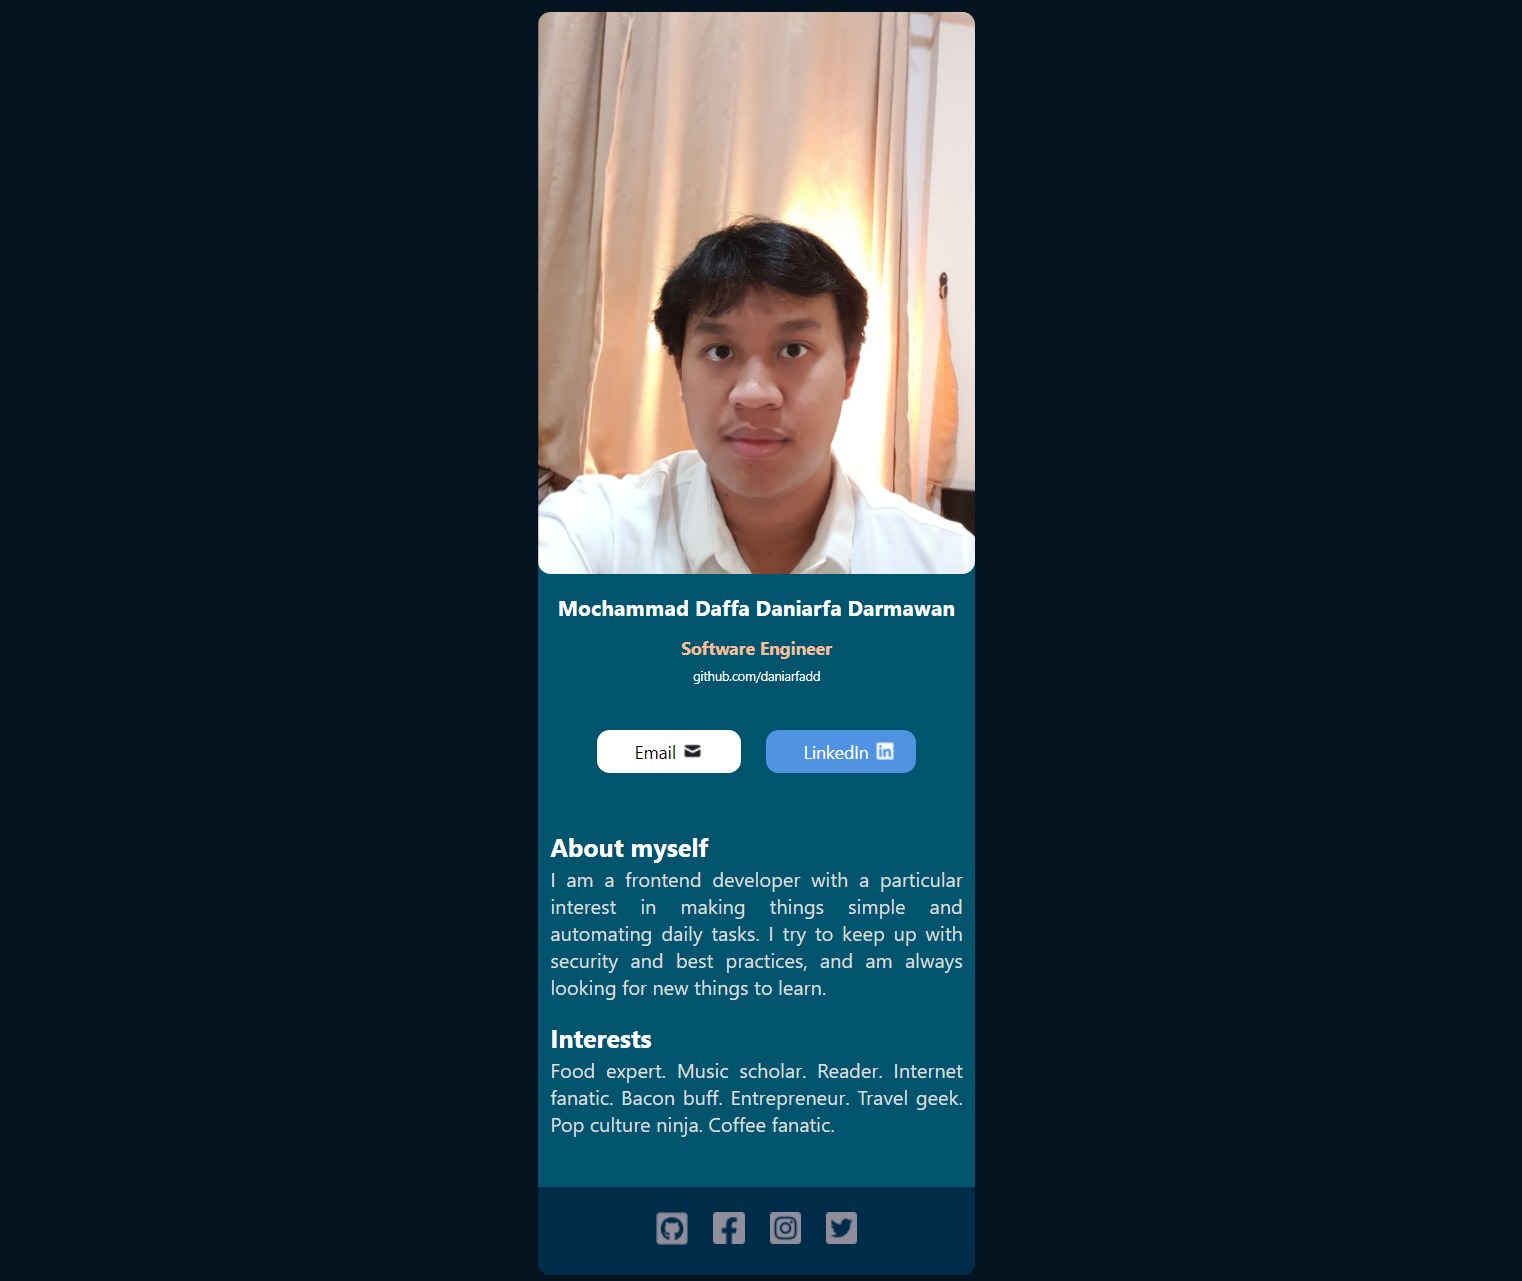 Mochammad Daffa Daniarfa Darmawan
Software Engineer
github.com/daniarfadd
Email
LinkedIn in
About myself
I am a frontend developer with a particular
interest in making things simple and
automating daily tasks. I try to keep up with
security and best practices, and am always
looking for new things to learn.
Interests
Food expert. Music scholar. Reader. Internet
fanatic. Bacon buff. Entrepreneur. Travel geek.
Pop culture ninja. Coffee fanatic.